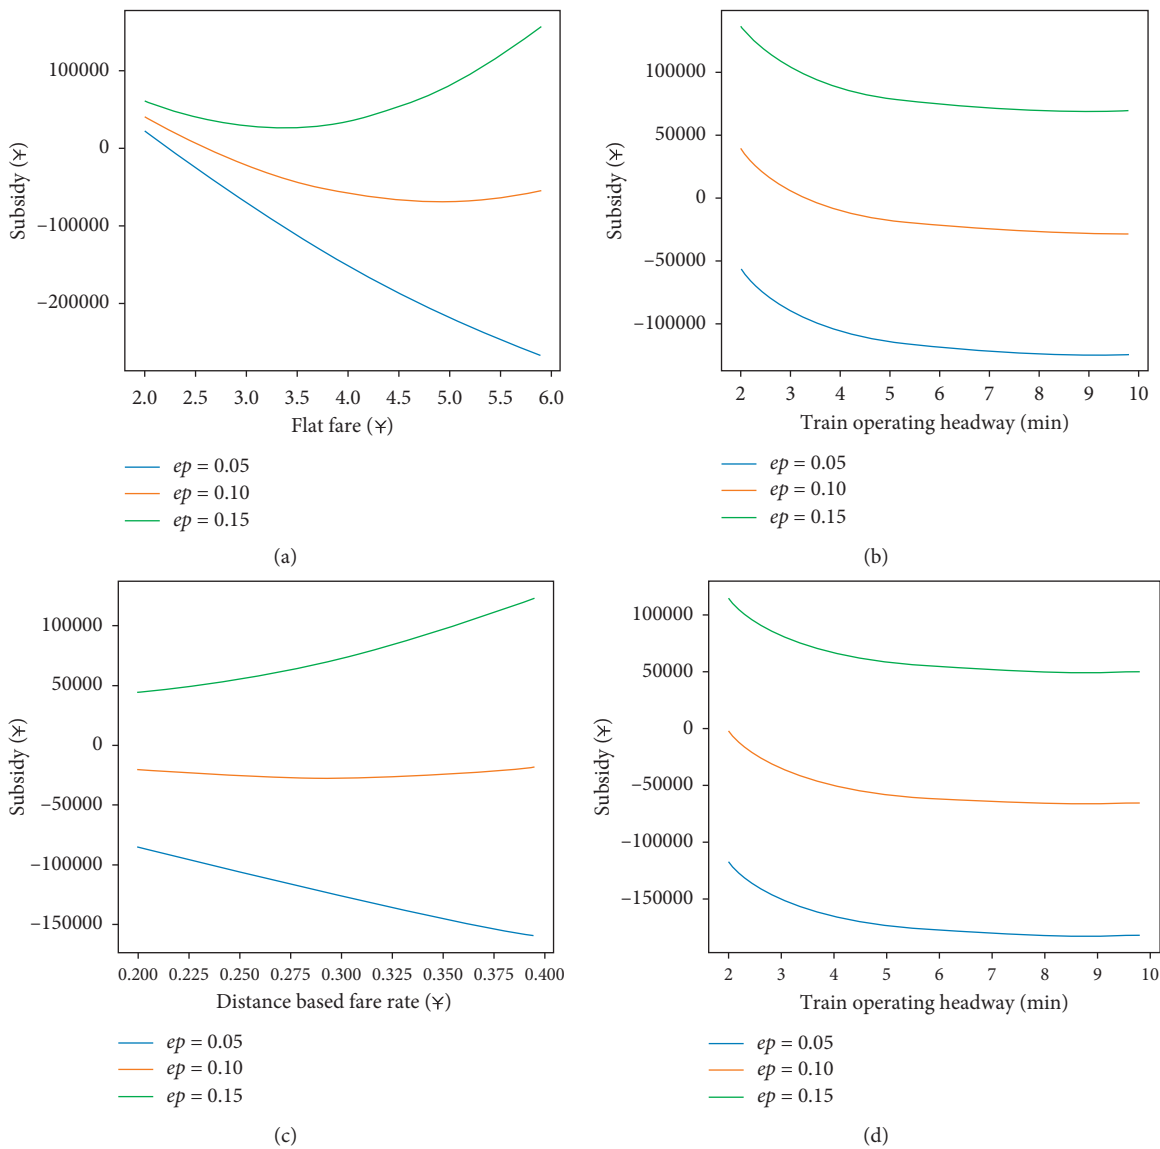 100000
0
−100000
−200000
Subsidy (¥)
2.0 2.5 3.0 3.5 4.0 4.5 5.0 5.5 6.0
Flat fare (¥)
ep = 0.05
ep = 0.10
ep = 0.15
(a)
100000
50000
0
−50000
−100000
Subsidy (¥)
2 3 4 5 6 7 8 9 10
Train operating headway (min)
ep = 0.05
ep = 0.10
ep = 0.15
(b)
100000
50000
0
−50000
−100000
−150000
Subsidy (¥)
0.200 0.225 0.250 0.275 0.300 0.325 0.350 0.375 0.400
Distance based fare rate (¥)
ep = 0.05
ep = 0.10
ep = 0.15
(c)
100000
50000
0
−50000
−100000
−150000
Subsidy (¥)
2 3 4 5 6 7 8 9 10
Train operating headway (min)
ep = 0.05
ep = 0.10
ep = 0.15
(d)